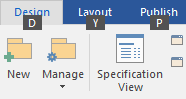 Design Layout Publish
D Y P
New Manage Specification
View